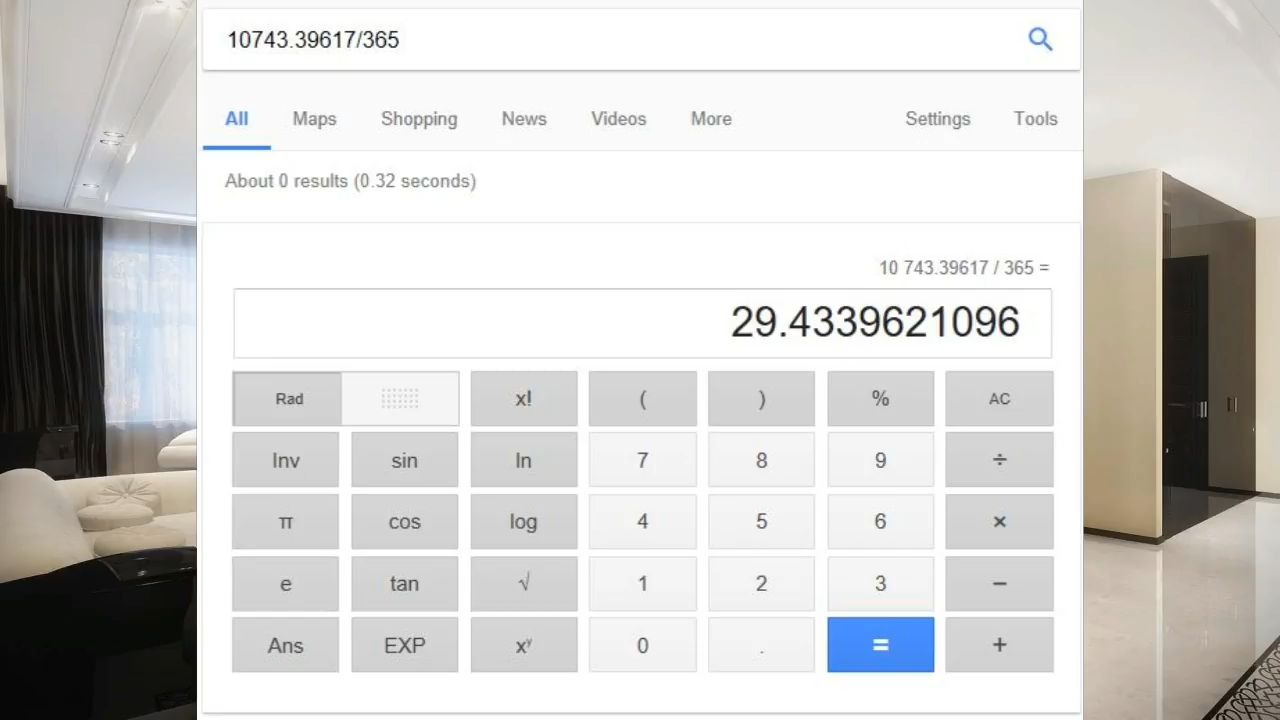 10743.39617/365
All Maps Shopping News Videos More Settings Tools
About 0 results (0.32 seconds)
10 743.39617 / 365 =
29.4339621096
Rad x! ( ) % AC
Inv sin ln 7 8 9 ÷
π cos log 4 5 6 ×
e tan √ 1 2 3 −
Ans EXP xʸ 0 . = +